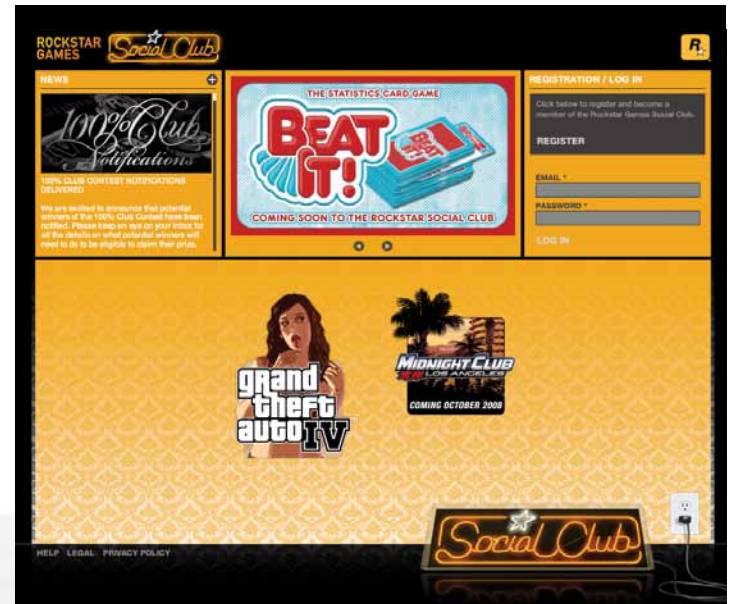 ROCKSTAR
GAMES
Social Club
R
NEWS
100% Club
Notifications
100% CLUB CONTEST NOTIFICATIONS
DELIVERED
We are excited to announce that potential
winners of the 100% Club Contest have been
notified. Please keep an eye on your inbox for
all the details on what potential winners will
need to do to be eligible to claim their prize.
THE STATISTICS CARD GAME
BEAT
IT!
COMING SOON TO THE ROCKSTAR SOCIAL CLUB
REGISTRATION / LOG IN
Click below to register and become a
member of the Rockstar Games Social Club.
REGISTER
EMAIL *
PASSWORD *
LOG IN
grand
theft
auto IV
MIDNIGHT CLUB
LOS ANGELES
COMING OCTOBER 2008
Social Club
HELP LEGAL PRIVACY POLICY